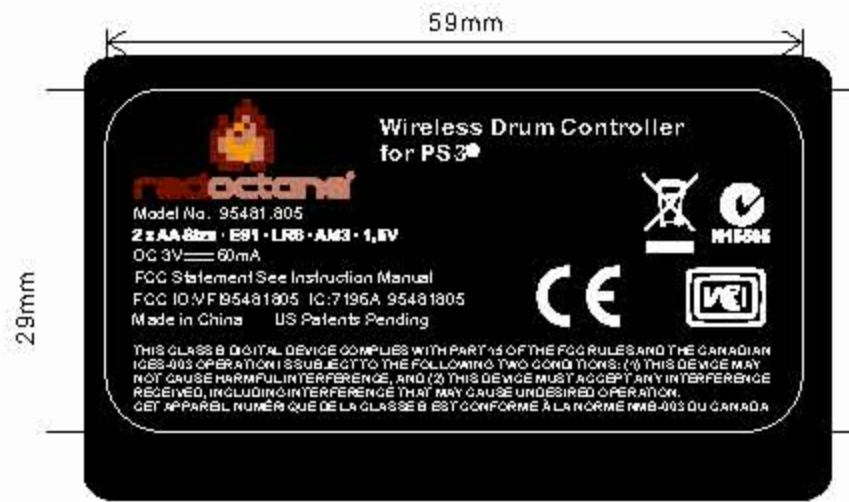 59mm
29mm
Wireless Drum Controller
for PS3®
redoctane
Model No. 95481.805
2 x AA Size · E91 · LR6 · AM3 · 1,5V
DC 3V 60mA
FCC Statement See Instruction Manual
FCC ID:VFI95481805 IC:7196A 95481805
Made in China US Patents Pending
N15505
CE
VCI
THIS CLASS B DIGITAL DEVICE COMPLIES WITH PART 15 OF THE FCC RULES AND THE CANADIAN
ICES-003 OPERATION IS SUBJECT TO THE FOLLOWING TWO CONDITIONS: (1) THIS DEVICE MAY
NOT CAUSE HARMFUL INTERFERENCE, AND (2) THIS DEVICE MUST ACCEPT ANY INTERFERENCE
RECEIVED, INCLUDING INTERFERENCE THAT MAY CAUSE UNDESIRED OPERATION.
CET APPAREIL NUMÉRIQUE DE LA CLASSE B EST CONFORME À LA NORME NMB-003 DU CANADA